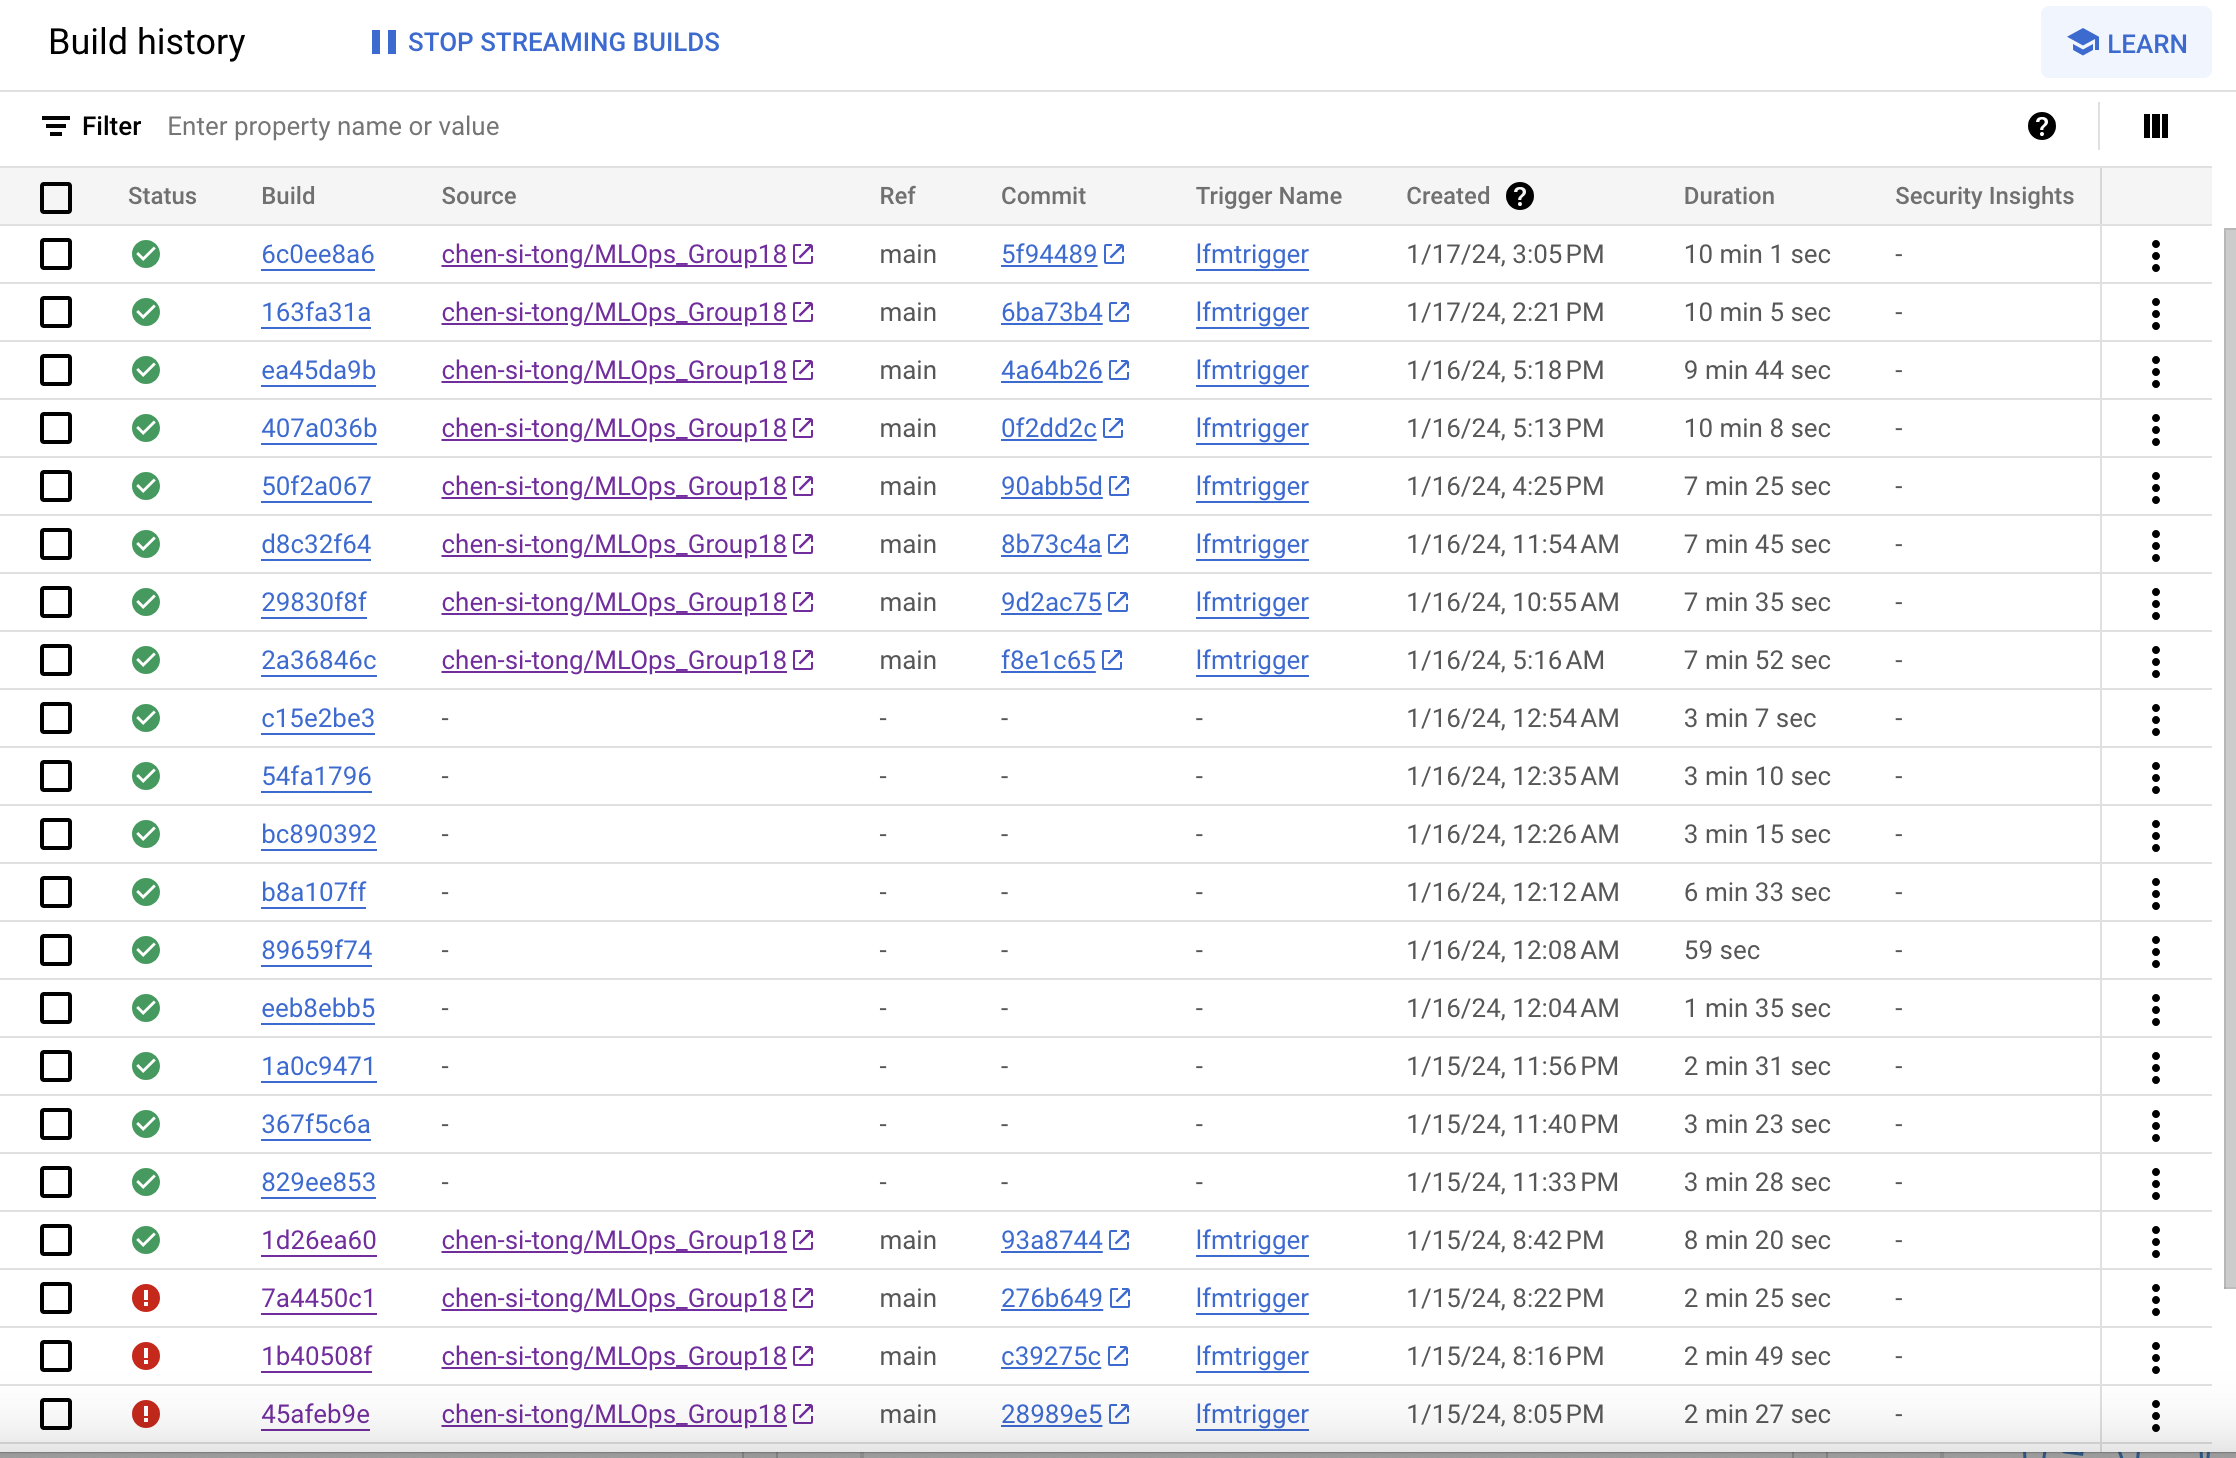 Build history STOP STREAMING BUILDS LEARN
Filter Enter property name or value
Status Build Source Ref Commit Trigger Name Created Duration Security Insights
6c0ee8a6 chen-si-tong/MLOps_Group18 main 5f94489 lfmtrigger 1/17/24, 3:05 PM 10 min 1 sec -
163fa31a chen-si-tong/MLOps_Group18 main 6ba73b4 lfmtrigger 1/17/24, 2:21 PM 10 min 5 sec -
ea45da9b chen-si-tong/MLOps_Group18 main 4a64b26 lfmtrigger 1/16/24, 5:18 PM 9 min 44 sec -
407a036b chen-si-tong/MLOps_Group18 main 0f2dd2c lfmtrigger 1/16/24, 5:13 PM 10 min 8 sec -
50f2a067 chen-si-tong/MLOps_Group18 main 90abb5d lfmtrigger 1/16/24, 4:25 PM 7 min 25 sec -
d8c32f64 chen-si-tong/MLOps_Group18 main 8b73c4a lfmtrigger 1/16/24, 11:54 AM 7 min 45 sec -
29830f8f chen-si-tong/MLOps_Group18 main 9d2ac75 lfmtrigger 1/16/24, 10:55 AM 7 min 35 sec -
2a36846c chen-si-tong/MLOps_Group18 main f8e1c65 lfmtrigger 1/16/24, 5:16 AM 7 min 52 sec -
c15e2be3 - - - - 1/16/24, 12:54 AM 3 min 7 sec -
54fa1796 - - - - 1/16/24, 12:35 AM 3 min 10 sec -
bc890392 - - - - 1/16/24, 12:26 AM 3 min 15 sec -
b8a107ff - - - - 1/16/24, 12:12 AM 6 min 33 sec -
89659f74 - - - - 1/16/24, 12:08 AM 59 sec -
eeb8ebb5 - - - - 1/16/24, 12:04 AM 1 min 35 sec -
1a0c9471 - - - - 1/15/24, 11:56 PM 2 min 31 sec -
367f5c6a - - - - 1/15/24, 11:40 PM 3 min 23 sec -
829ee853 - - - - 1/15/24, 11:33 PM 3 min 28 sec -
1d26ea60 chen-si-tong/MLOps_Group18 main 93a8744 lfmtrigger 1/15/24, 8:42 PM 8 min 20 sec -
7a4450c1 chen-si-tong/MLOps_Group18 main 276b649 lfmtrigger 1/15/24, 8:22 PM 2 min 25 sec -
1b40508f chen-si-tong/MLOps_Group18 main c39275c lfmtrigger 1/15/24, 8:16 PM 2 min 49 sec -
45afeb9e chen-si-tong/MLOps_Group18 main 28989e5 lfmtrigger 1/15/24, 8:05 PM 2 min 27 sec -